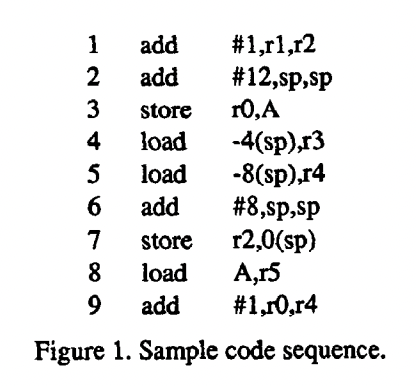 1 add #1,r1,r2
2 add #12,sp,sp
3 store r0,A
4 load -4(sp),r3
5 load -8(sp),r4
6 add #8,sp,sp
7 store r2,0(sp)
8 load A,r5
9 add #1,r0,r4
Figure 1. Sample code sequence.